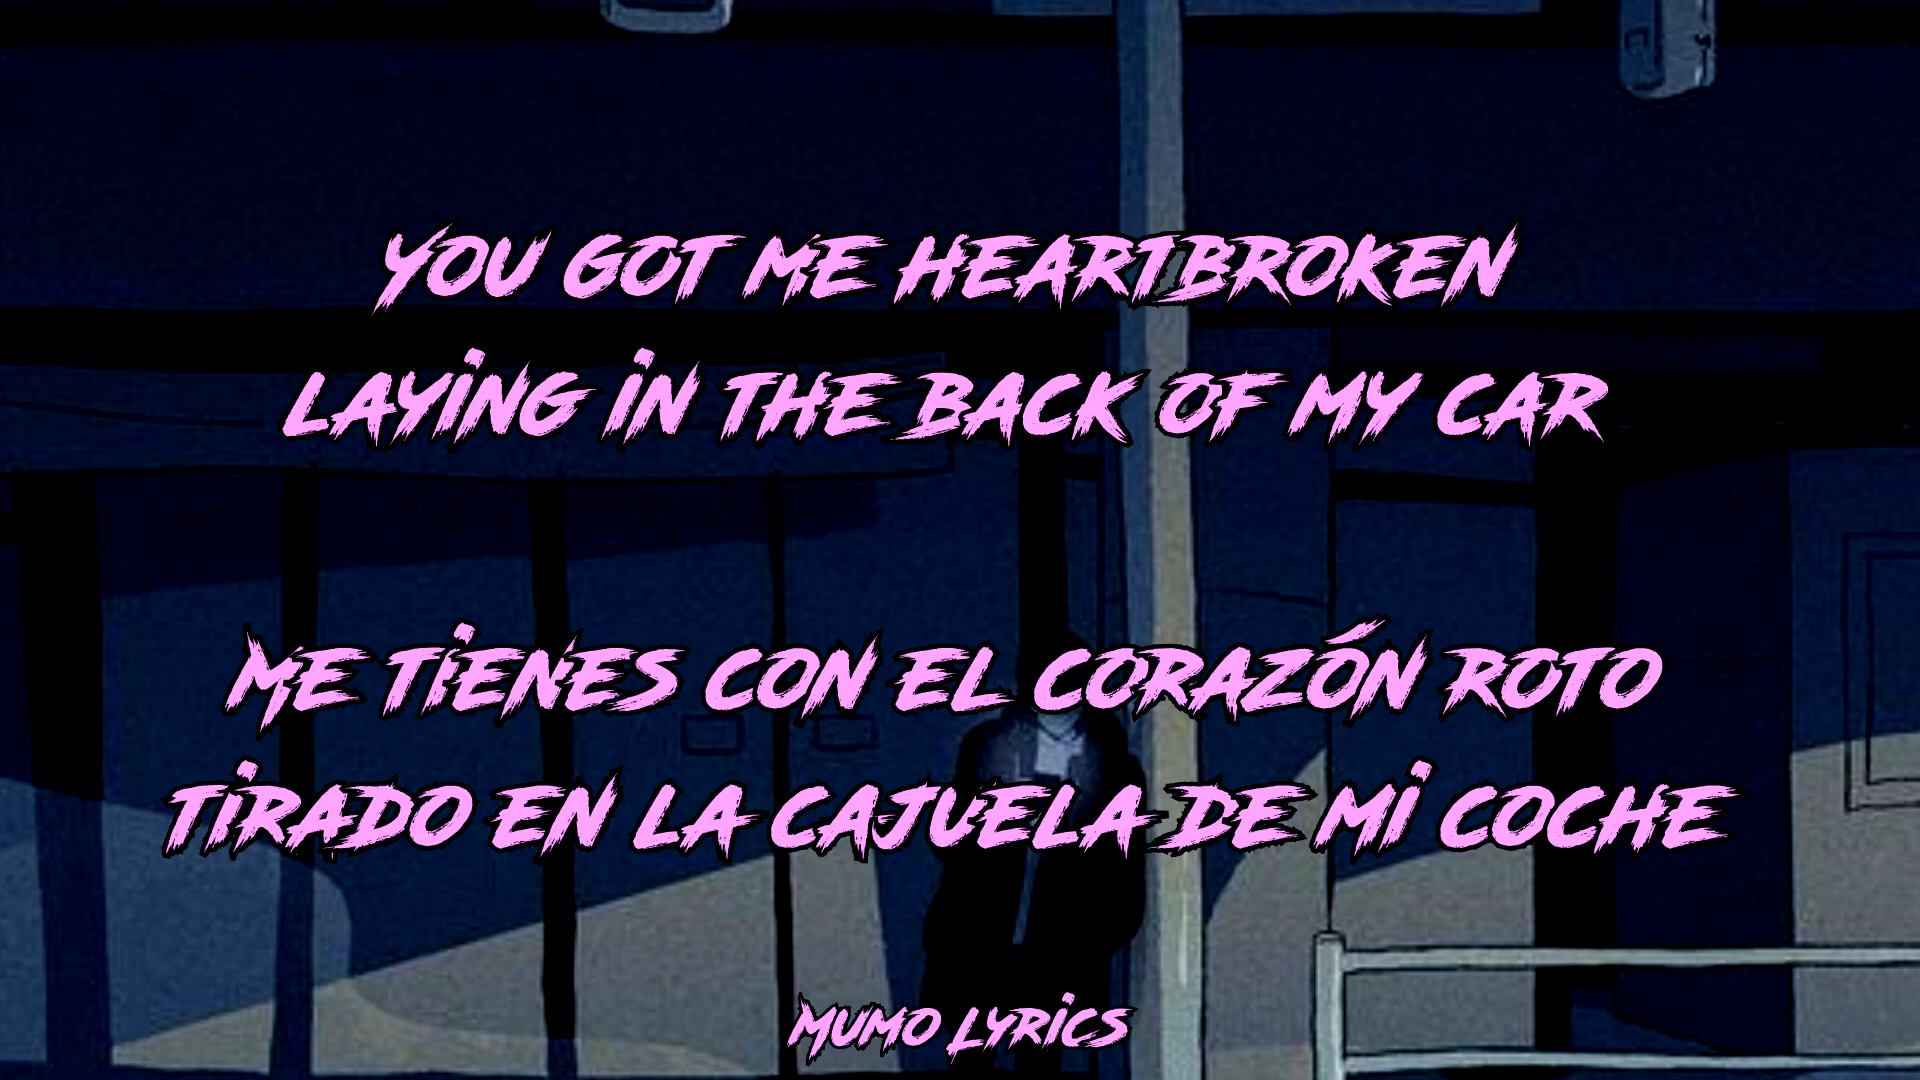 YOU GOT ME HEARTBROKEN
LAYING IN THE BACK OF MY CAR
ME TIENES CON EL CORAZÓN ROTO
TIRADO EN LA CAJUELA DE MI COCHE
MUMO LYRICS